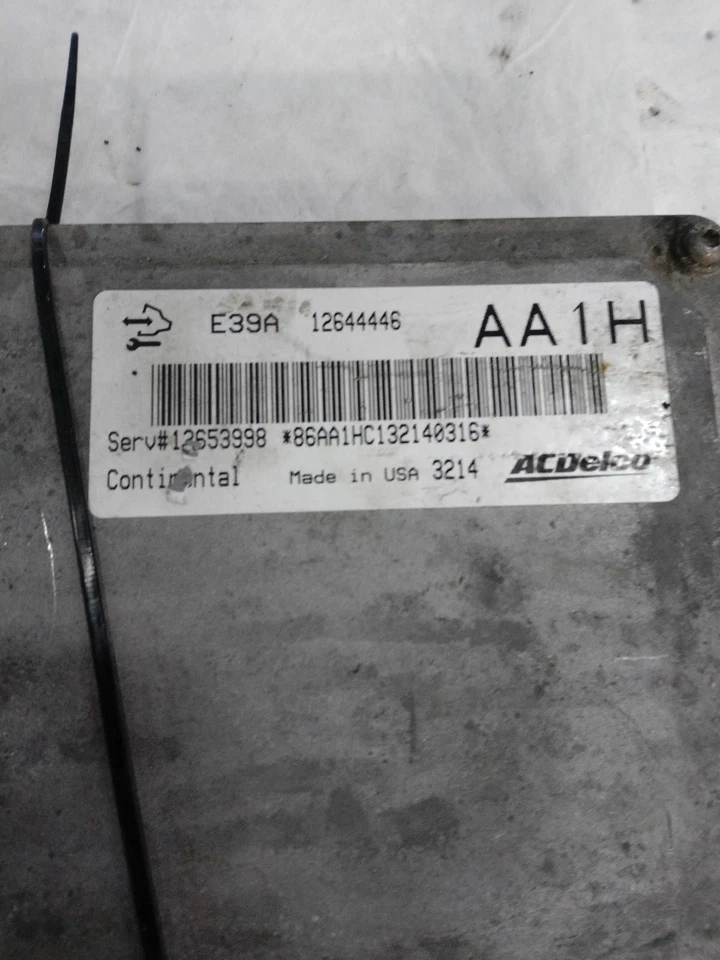 E39A 12644446 AA1H
Serv#12653998 *86AA1HC132140316*
Continental Made in USA 3214 ACDelco